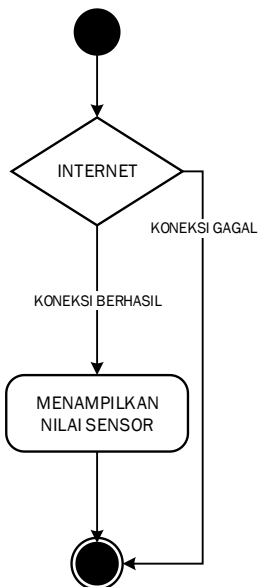 INTERNET
KONEKSI GAGAL
KONEKSI BERHASIL
MENAMPILKAN
NILAI SENSOR